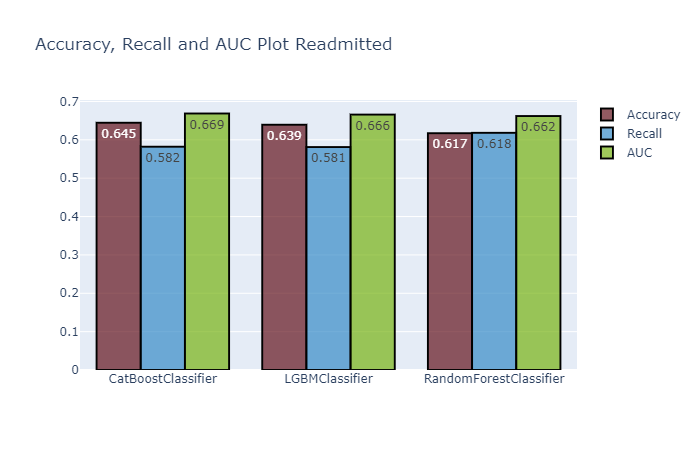 Accuracy, Recall and AUC Plot Readmitted
0.7
0.6
0.5
0.4
0.3
0.2
0.1
0
0.645
0.582
0.669
0.639
0.581
0.666
0.617
0.618
0.662
CatBoostClassifier
LGBMClassifier
RandomForestClassifier
Accuracy
Recall
AUC